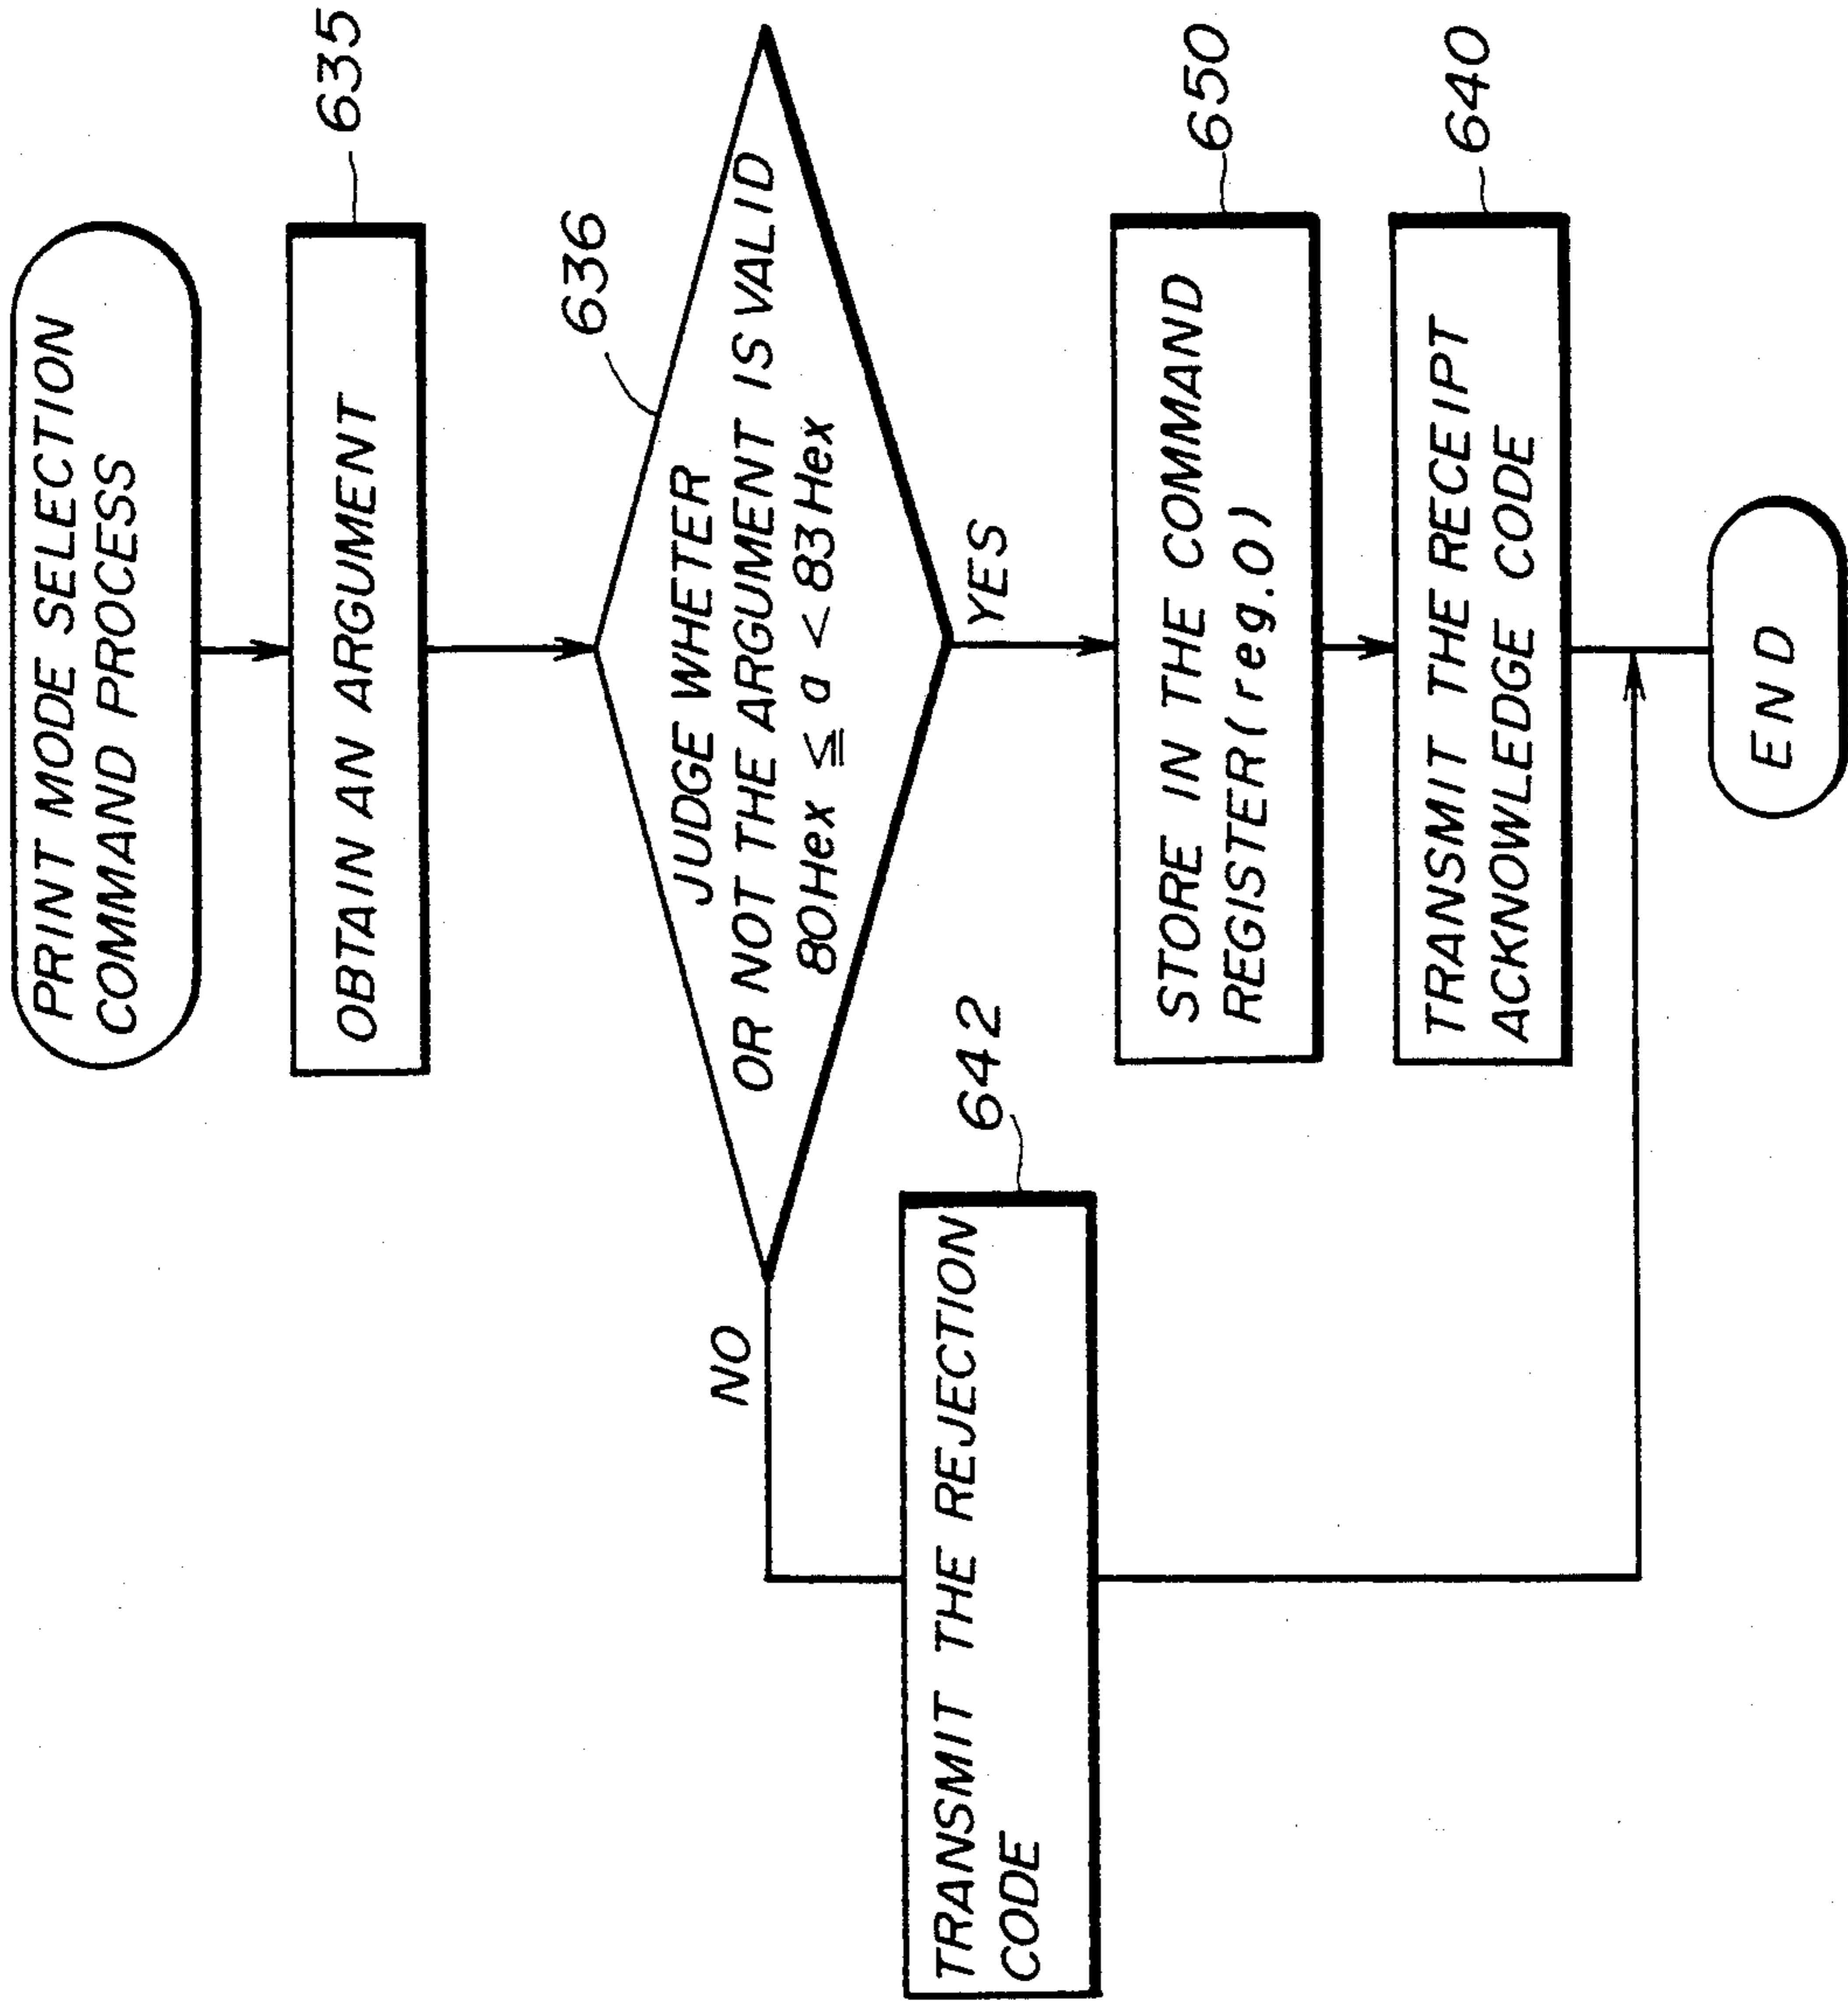 PRINT MODE SELECTION
COMMAND PROCESS
635
OBTAIN AN ARGUMENT
636
JUDGE WHETER
OR NOT THE ARGUMENT IS VALID
80Hex ≦ a < 83Hex
NO
YES
642
TRANSMIT THE REJECTION
CODE
650
STORE IN THE COMMAND
REGISTER(reg.0)
640
TRANSMIT THE RECEIPT
ACKNOWLEDGE CODE
END